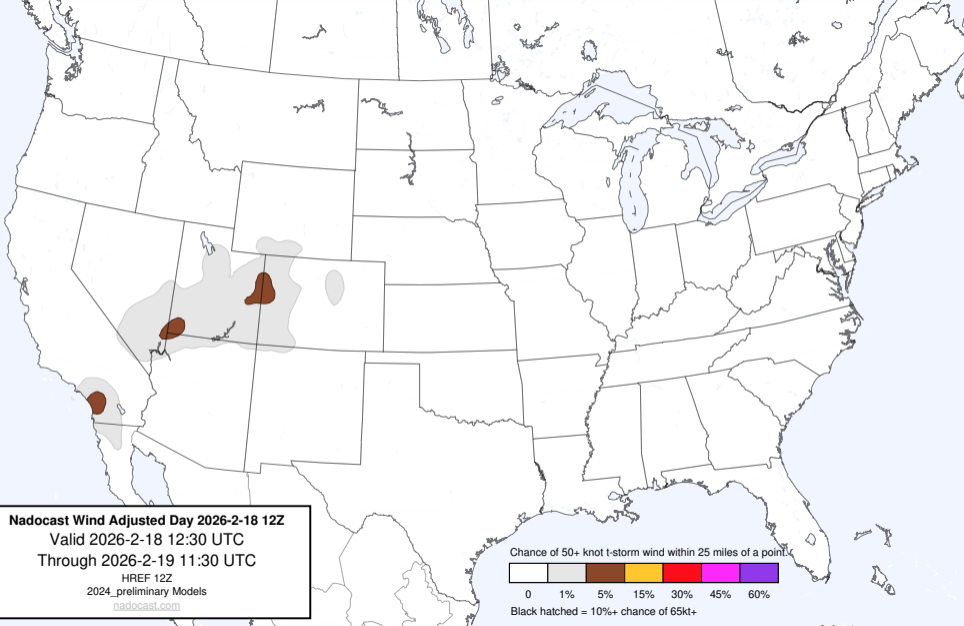 Nadocast Wind Adjusted Day 2026-2-18 12Z
Valid 2026-2-18 12:30 UTC
Through 2026-2-19 11:30 UTC
HREF 12Z
2024_preliminary Models
nadocast.com
Chance of 50+ knot t-storm wind within 25 miles of a point.
0 1% 5% 15% 30% 45% 60%
Black hatched = 10%+ chance of 65kt+